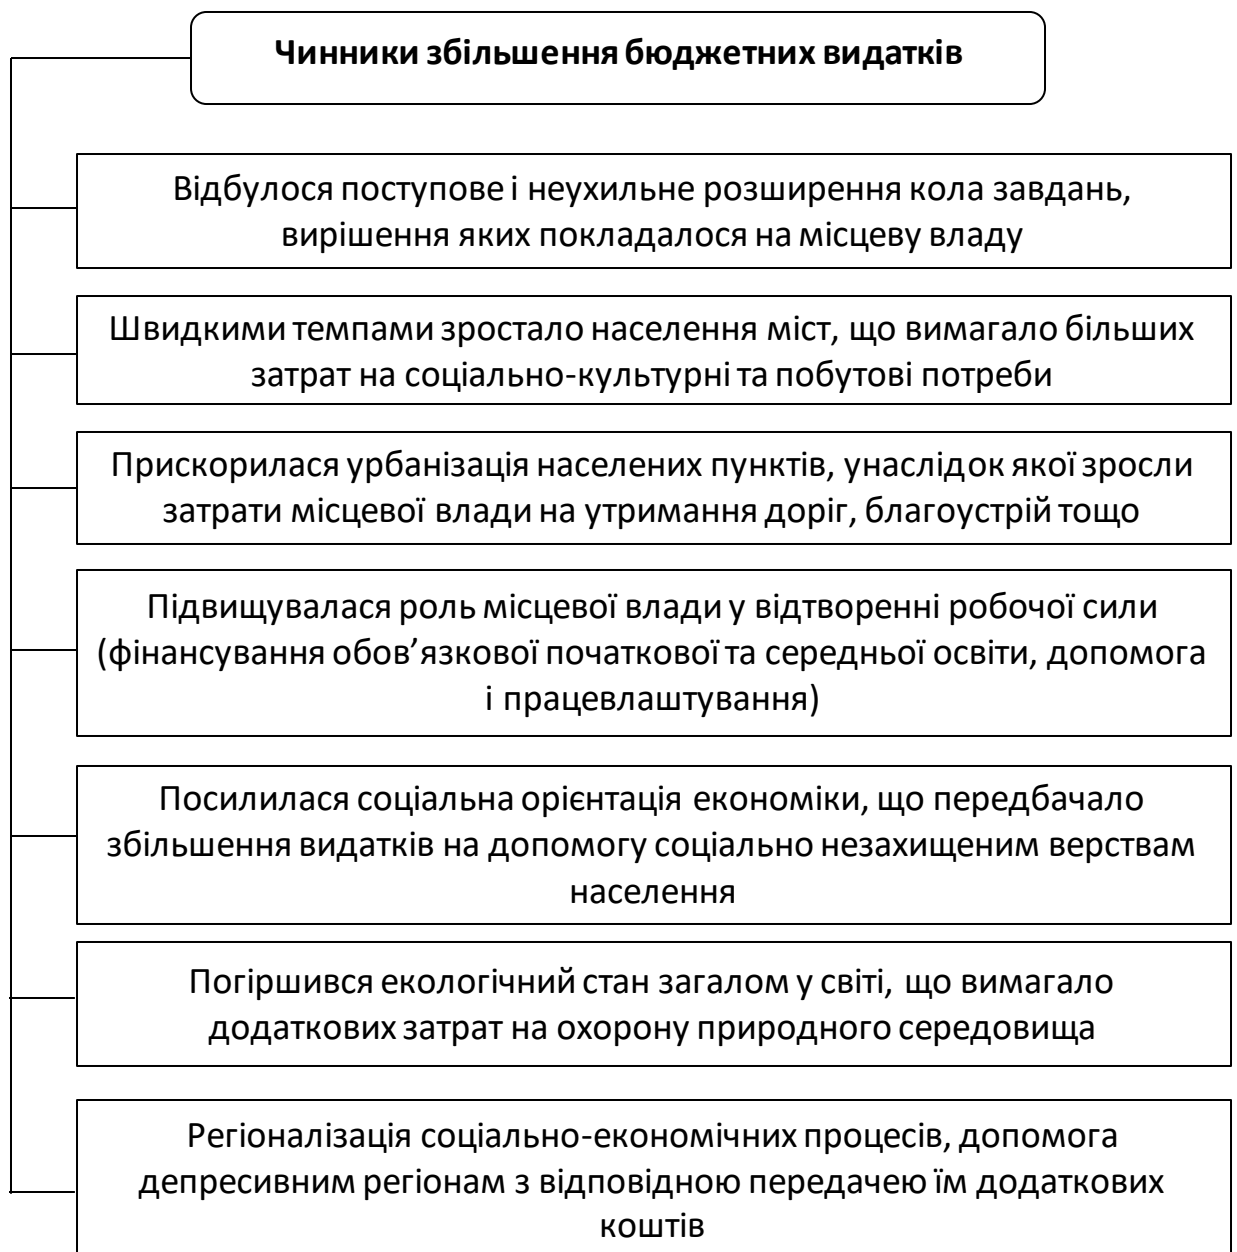 Чинники збільшення бюджетних видатків
Відбулося поступове і неухильне розширення кола завдань,
вирішення яких покладалося на місцеву владу
Швидкими темпами зростало населення міст, що вимагало більших
затрат на соціально-культурні та побутові потреби
Прискорилася урбанізація населених пунктів, унаслідок якої зросли
затрати місцевої влади на утримання доріг, благоустрій тощо
Підвищувалася роль місцевої влади у відтворенні робочої сили
(фінансування обов’язкової початкової та середньої освіти, допомога
і працевлаштування)
Посилилася соціальна орієнтація економіки, що передбачало
збільшення видатків на допомогу соціально незахищеним верствам
населення
Погіршився екологічний стан загалом у світі, що вимагало
додаткових затрат на охорону природного середовища
Регіоналізація соціально-економічних процесів, допомога
депресивним регіонам з відповідною передачею їм додаткових
коштів